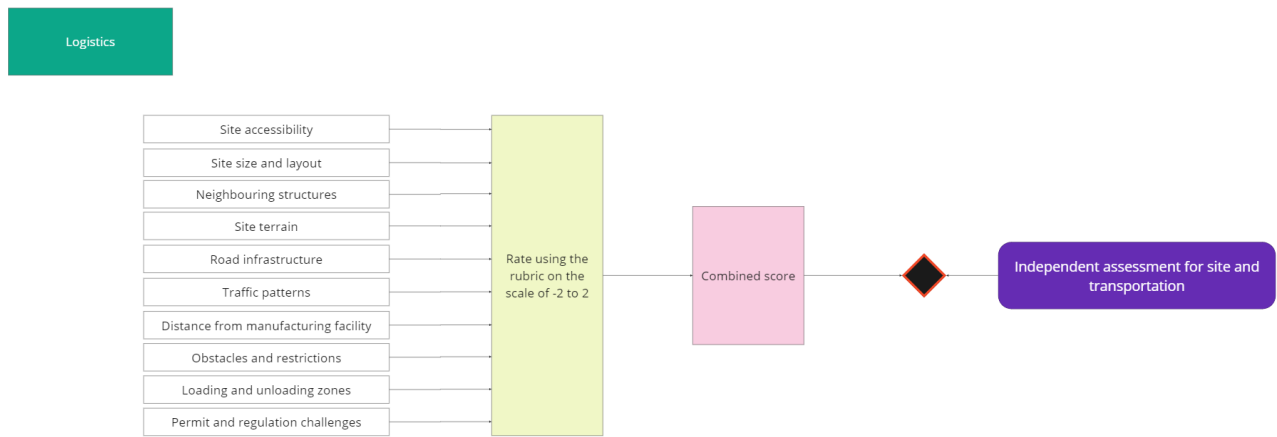 Logistics
Site accessibility
Site size and layout
Neighbouring structures
Site terrain
Road infrastructure
Traffic patterns
Distance from manufacturing facility
Obstacles and restrictions
Loading and unloading zones
Permit and regulation challenges
Rate using the
rubric on the
scale of -2 to 2
Combined score
Independent assessment for site and
transportation